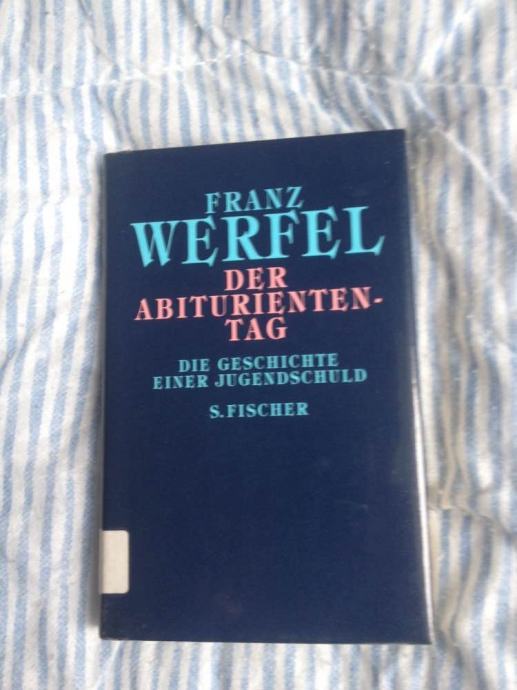 FRANZ
WERFEL
DER
ABITURIENTEN-
TAG
DIE GESCHICHTE
EINER JUGENDSCHULD
S. FISCHER